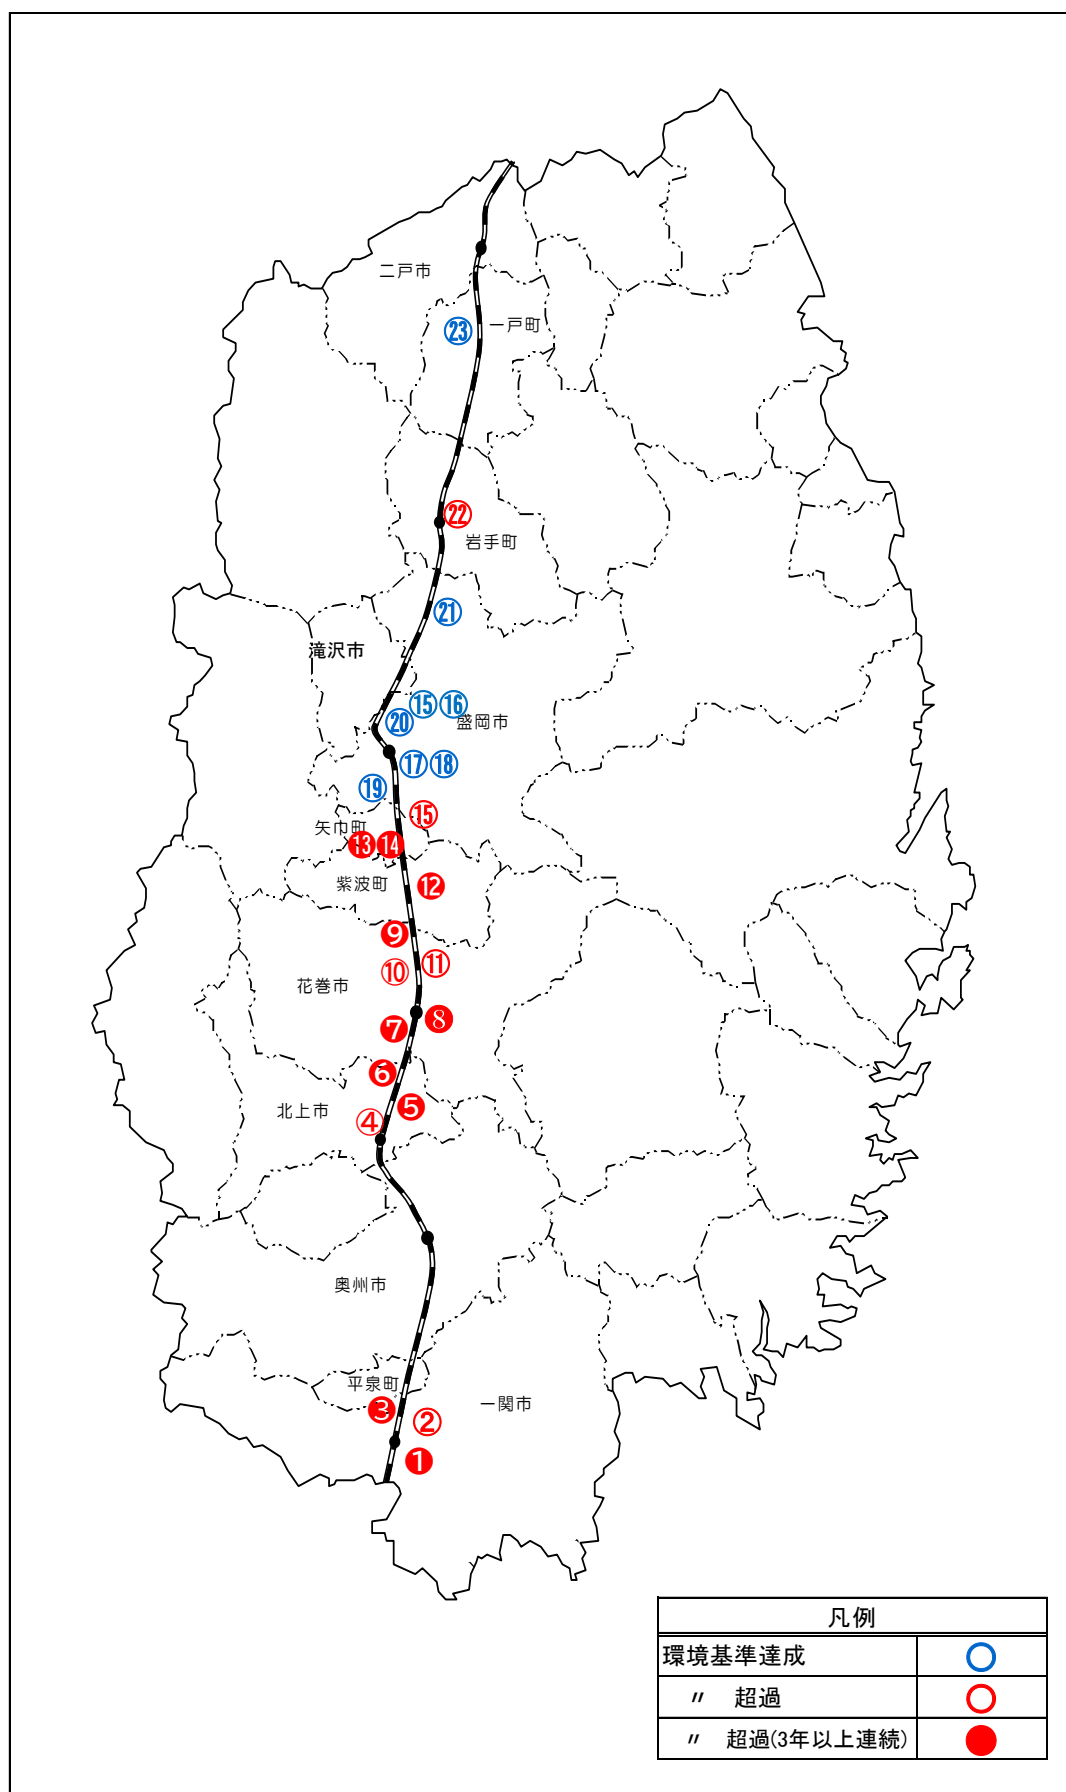 二戸市
㉓ 一戸町
㉒
岩手町
㉑
滝沢市
⑮⑯
⑳ 盛岡市
⑰⑱
⑲
⑮
矢巾町
⓭⓮
紫波町 ⓬
❾
⑩ ⑪
花巻市
❼ ❽
❻
北上市 ❺
④
奥州市
平泉町
❸ ② 一関市
❶
凡例
環境基準達成
〃 超過
〃 超過(3年以上連続)